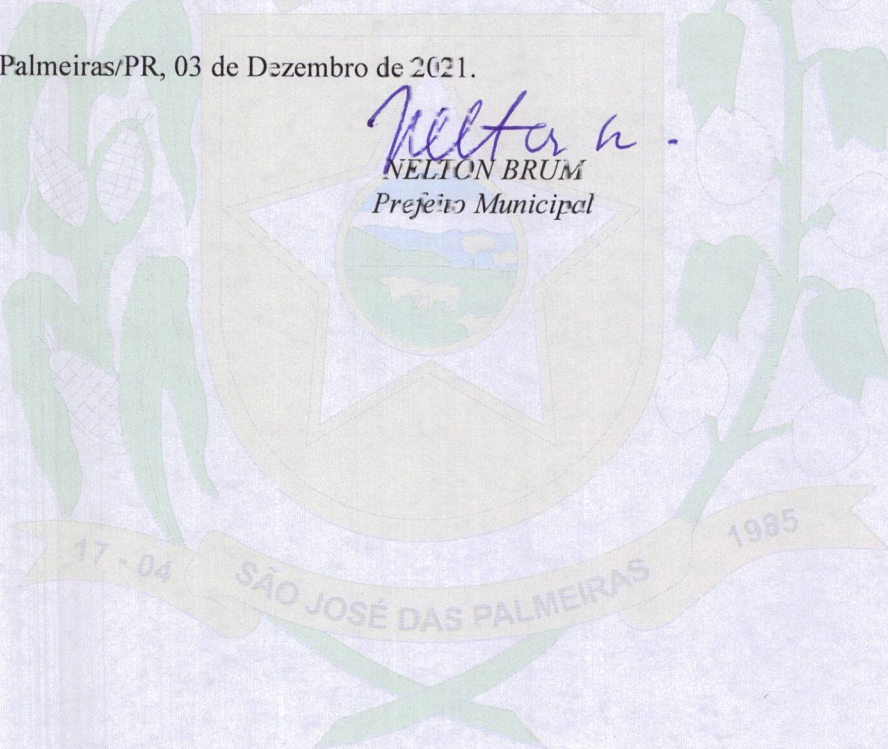 Palmeiras/PR, 03 de Dezembro de 2021.
NELTON BRUM
Prefeito Municipal
17 - 04
SÃO JOSÉ DAS PALMEIRAS
1985